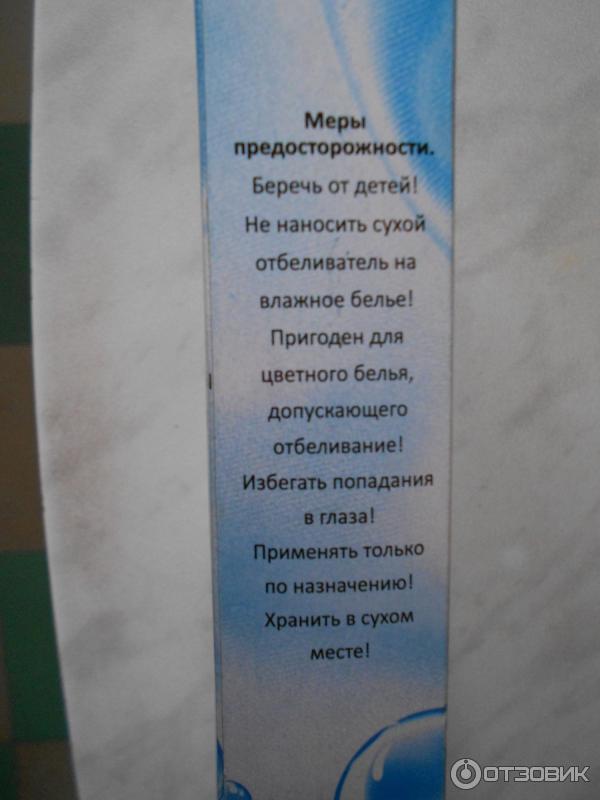 Меры
предосторожности.
Беречь от детей!
Не наносить сухой
отбеливатель на
влажное белье!
Пригоден для
цветного белья,
допускающего
отбеливание!
Избегать попадания
в глаза!
Применять только
по назначению!
Хранить в сухом
месте!
ОТЗОВИК